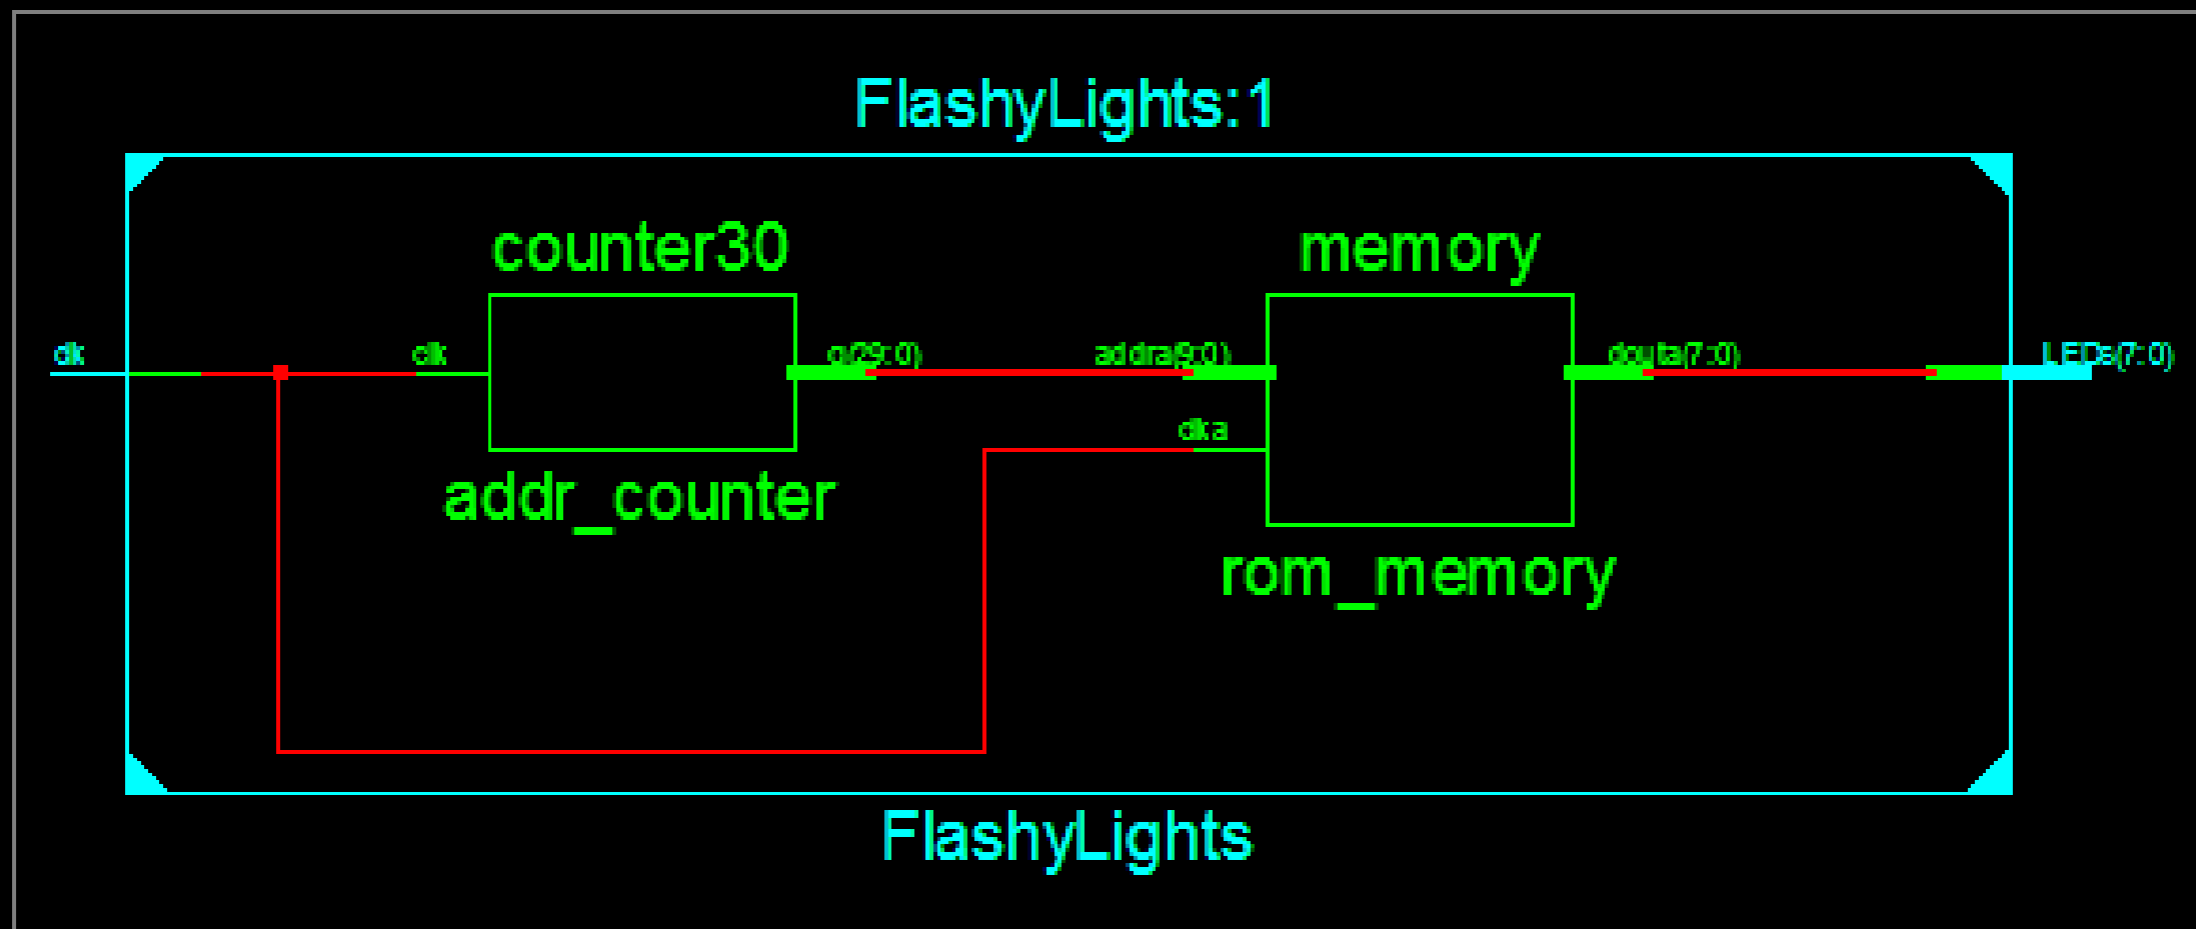 FlashyLights:1
counter30
memory
clk
clk
q(29:0)
addra(9:0)
douta(7:0)
LEDs(7:0)
clka
addr_counter
rom_memory
FlashyLights